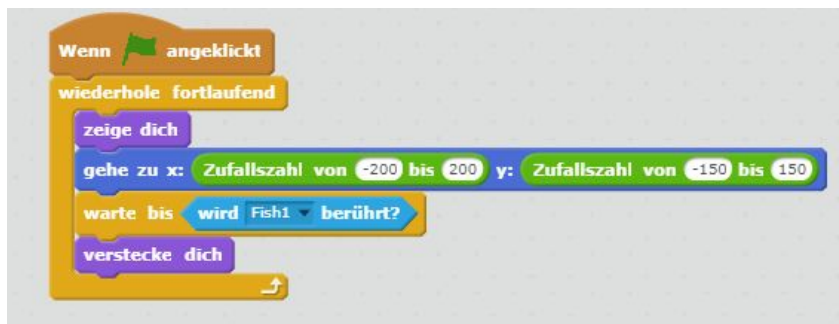 Wenn angeklickt
wiederhole fortlaufend
zeige dich
gehe zu x: Zufallszahl von -200 bis 200 y: Zufallszahl von -150 bis 150
warte bis wird Fish1 berührt?
verstecke dich